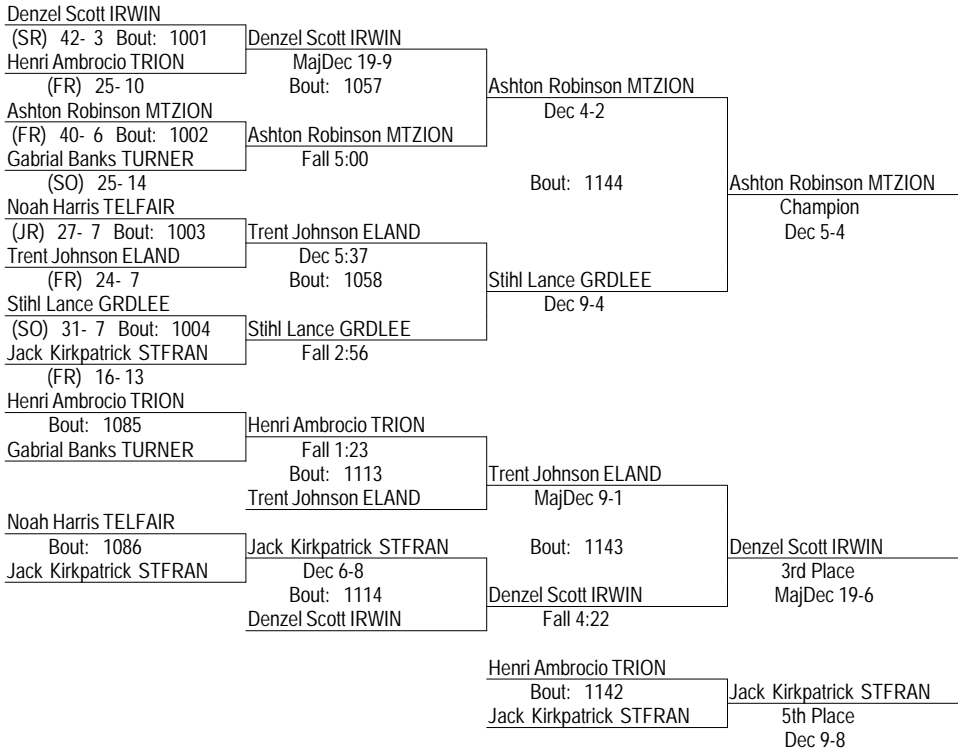 Denzel Scott IRWIN
(SR) 42- 3 Bout: 1001
Henri Ambrocio TRION
(FR) 25- 10
Ashton Robinson MTZION
(FR) 40- 6 Bout: 1002
Gabrial Banks TURNER
(SO) 25- 14
Noah Harris TELFAIR
(JR) 27- 7 Bout: 1003
Trent Johnson ELAND
(FR) 24- 7
Stihl Lance GRDLEE
(SO) 31- 7 Bout: 1004
Jack Kirkpatrick STFRAN
(FR) 16- 13
Denzel Scott IRWIN
MajDec 19-9
Bout: 1057
Ashton Robinson MTZION
Fall 5:00
Trent Johnson ELAND
Dec 5:37
Bout: 1058
Stihl Lance GRDLEE
Fall 2:56
Ashton Robinson MTZION
Dec 4-2
Bout: 1144
Stihl Lance GRDLEE
Dec 9-4
Ashton Robinson MTZION
Champion
Dec 5-4
Henri Ambrocio TRION
Bout: 1085
Gabrial Banks TURNER
Noah Harris TELFAIR
Bout: 1086
Jack Kirkpatrick STFRAN
Henri Ambrocio TRION
Fall 1:23
Bout: 1113
Trent Johnson ELAND
Jack Kirkpatrick STFRAN
Dec 6-8
Bout: 1114
Denzel Scott IRWIN
Trent Johnson ELAND
MajDec 9-1
Bout: 1143
Denzel Scott IRWIN
Fall 4:22
Denzel Scott IRWIN
3rd Place
MajDec 19-6
Henri Ambrocio TRION
Bout: 1142
Jack Kirkpatrick STFRAN
Jack Kirkpatrick STFRAN
5th Place
Dec 9-8